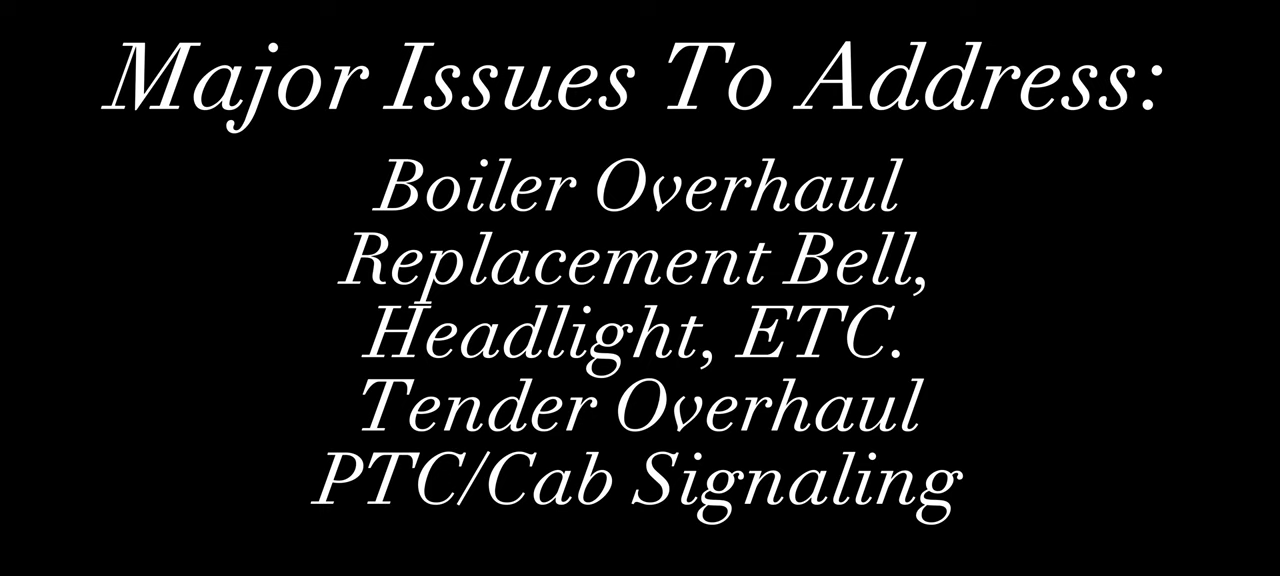 Major Issues To Address:
Boiler Overhaul
Replacement Bell,
Headlight, ETC.
Tender Overhaul
PTC/Cab Signaling